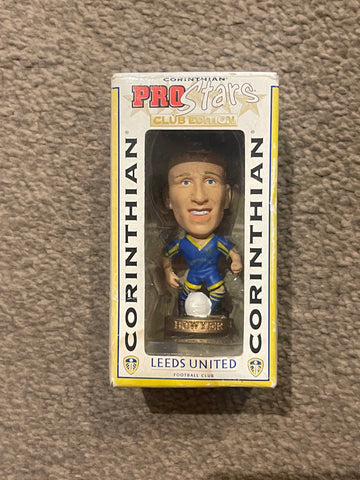 CORINTHIAN
PRO Stars
CLUB EDITION
CORINTHIAN
CORINTHIAN
BOWYER
LEEDS UNITED
FOOTBALL CLUB